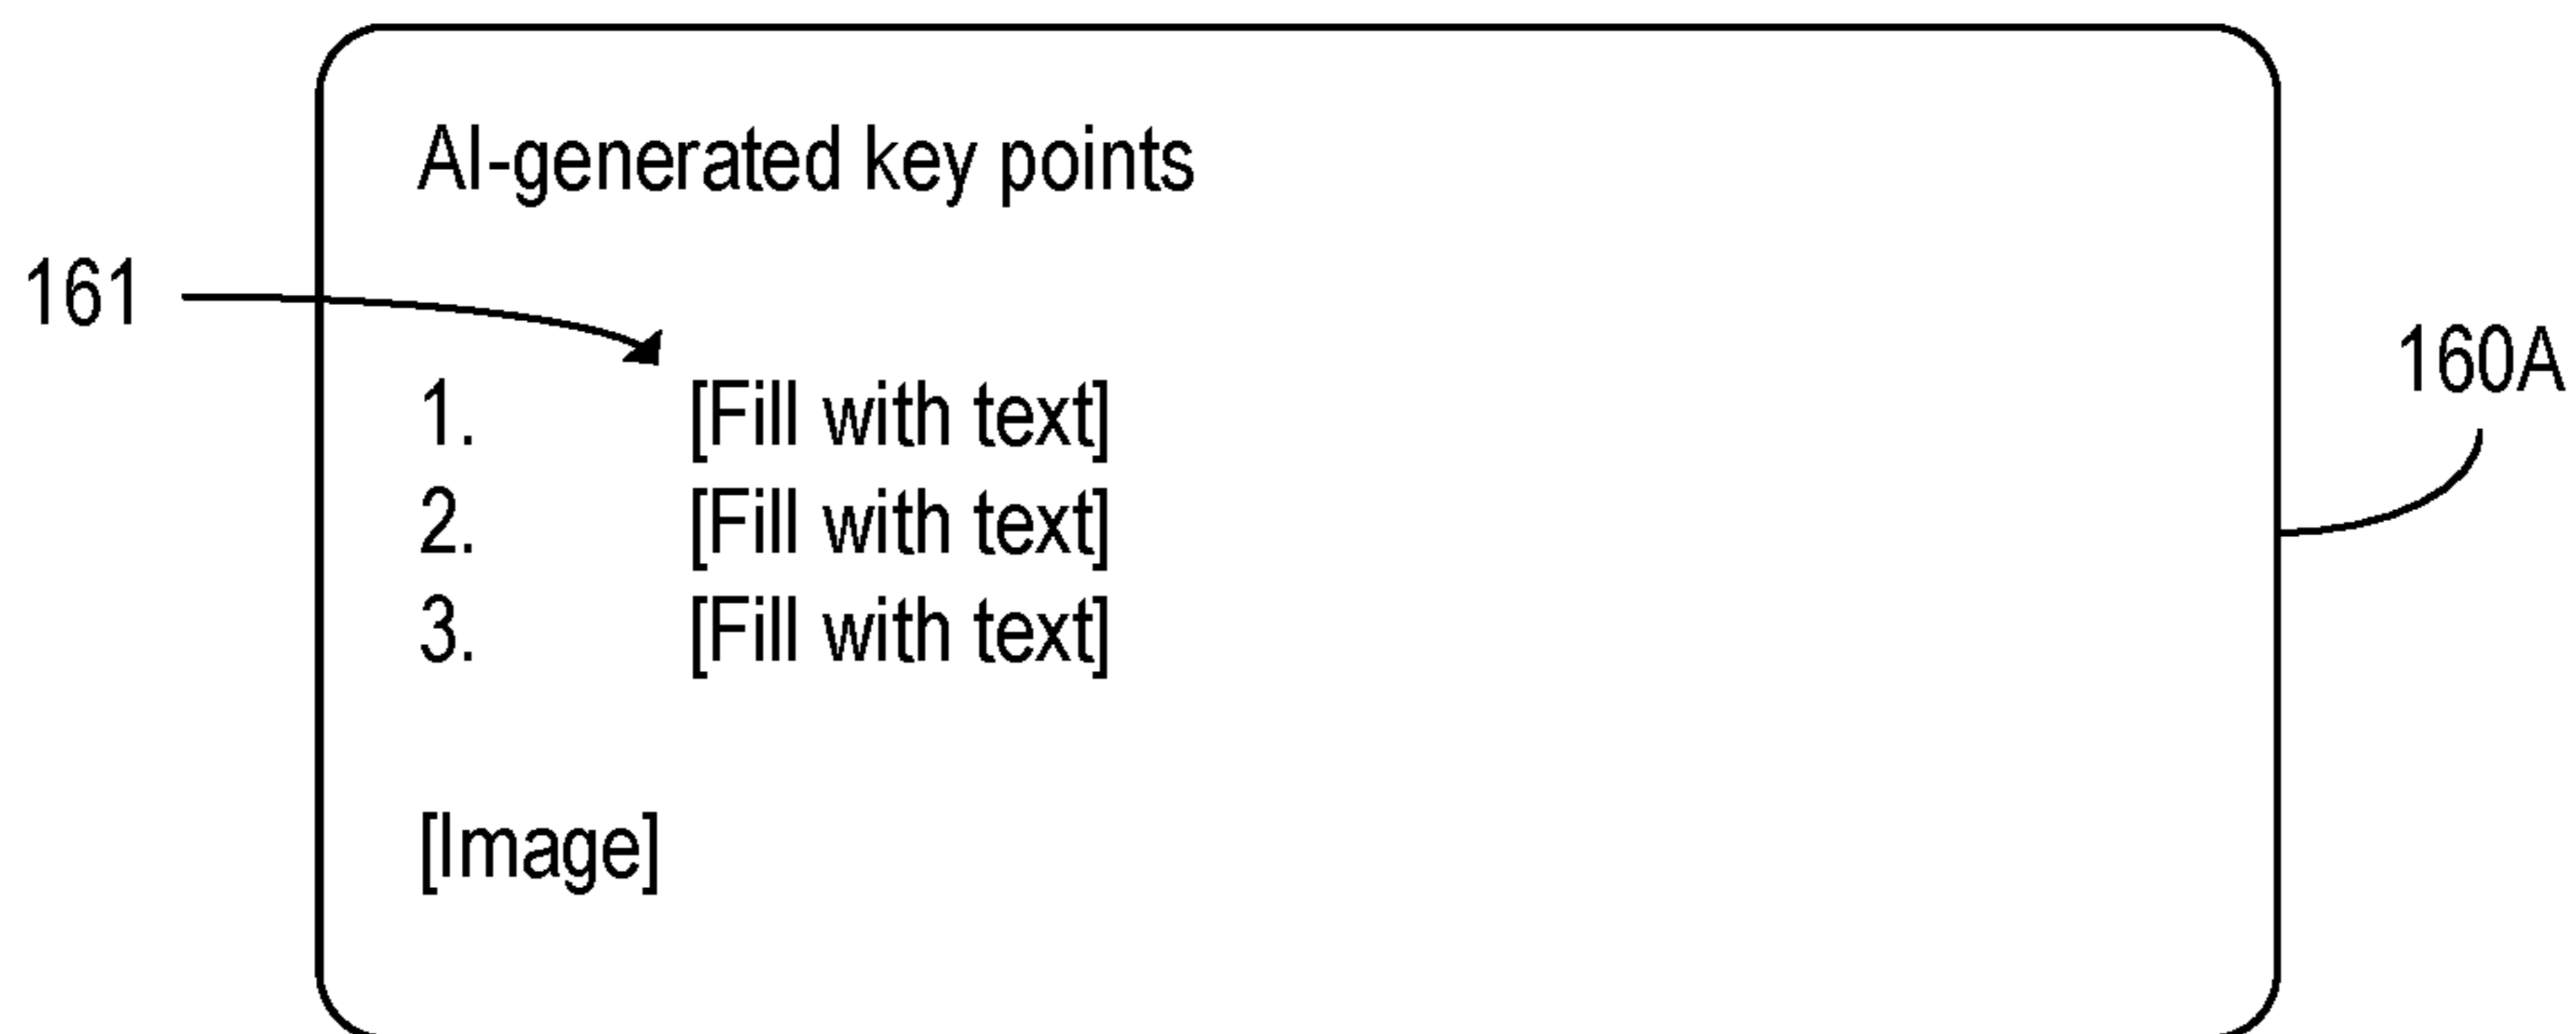 AI-generated key points
161
160A
1. [Fill with text]
2. [Fill with text]
3. [Fill with text]
[Image]